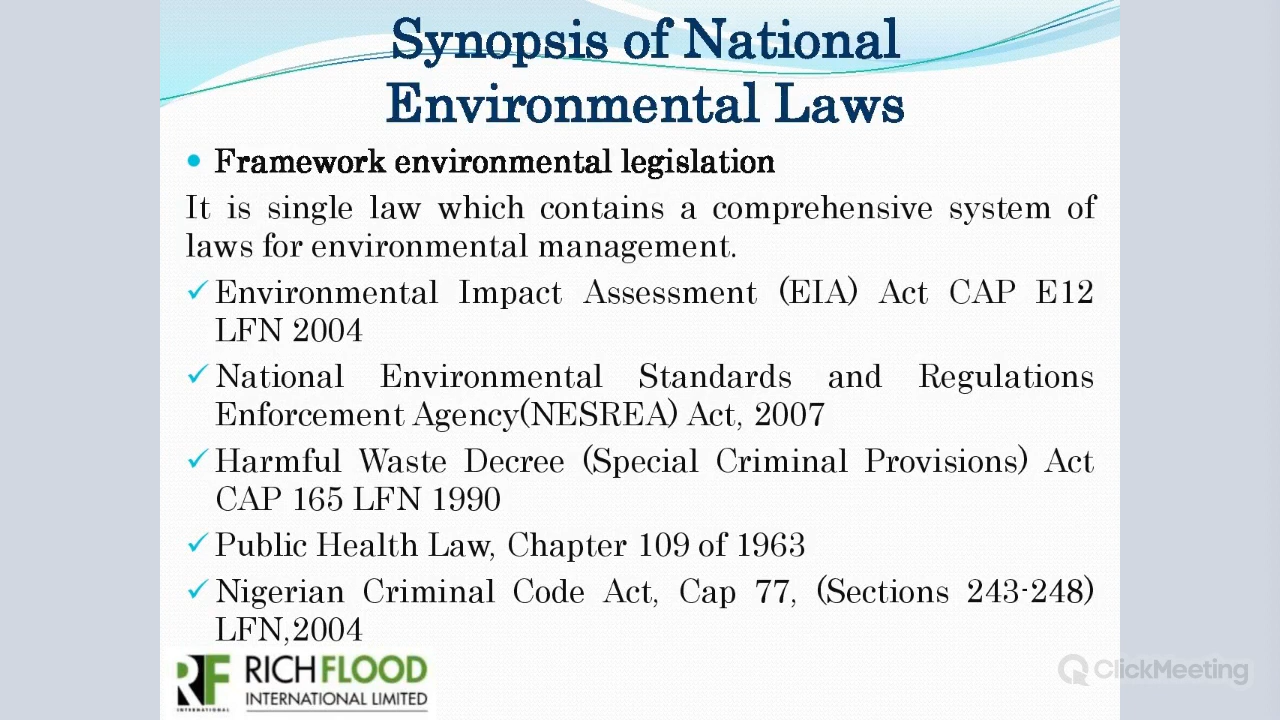 Synopsis of National
Environmental Laws
• Framework environmental legislation
It is single law which contains a comprehensive system of
laws for environmental management.
✓ Environmental Impact Assessment (EIA) Act CAP E12
LFN 2004
✓ National Environmental Standards and Regulations
Enforcement Agency(NESREA) Act, 2007
✓ Harmful Waste Decree (Special Criminal Provisions) Act
CAP 165 LFN 1990
✓ Public Health Law, Chapter 109 of 1963
✓ Nigerian Criminal Code Act, Cap 77, (Sections 243-248)
LFN,2004
RF
INTERNATIONAL
RICHFLOOD
INTERNATIONAL LIMITED
ClickMeeting